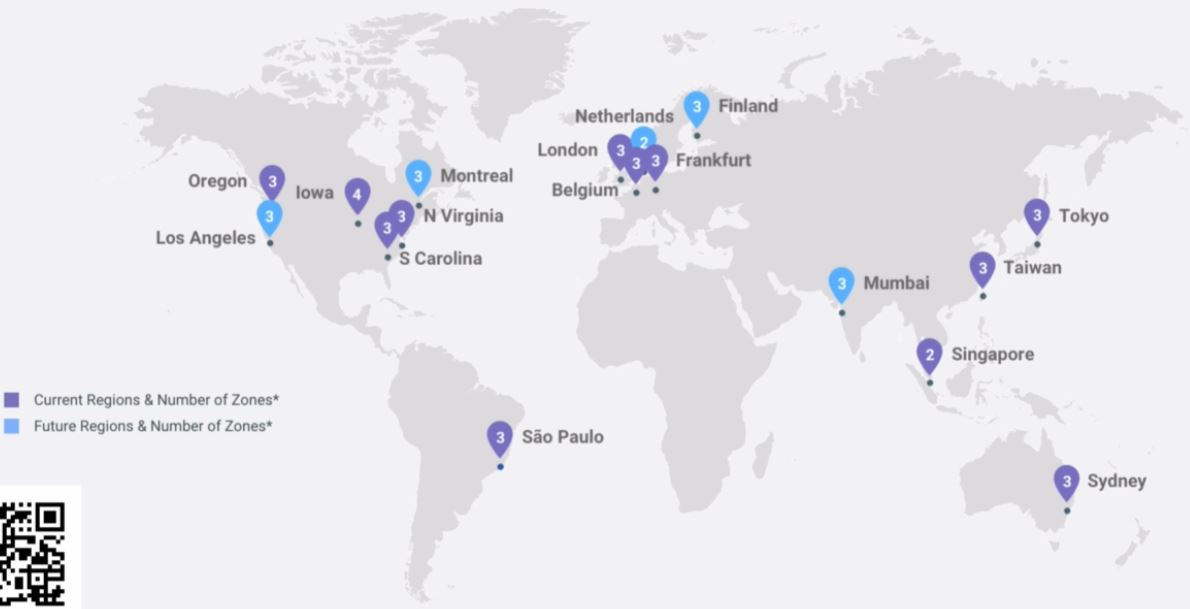 3 Finland
Netherlands 2
London 3
3
3 Frankfurt
Belgium
Oregon 3
Iowa 4
3 Montreal
3
Los Angeles
3 N Virginia
3
S Carolina
3 Tokyo
3 Taiwan
3 Mumbai
2 Singapore
Current Regions & Number of Zones*
Future Regions & Number of Zones*
3 São Paulo
3 Sydney